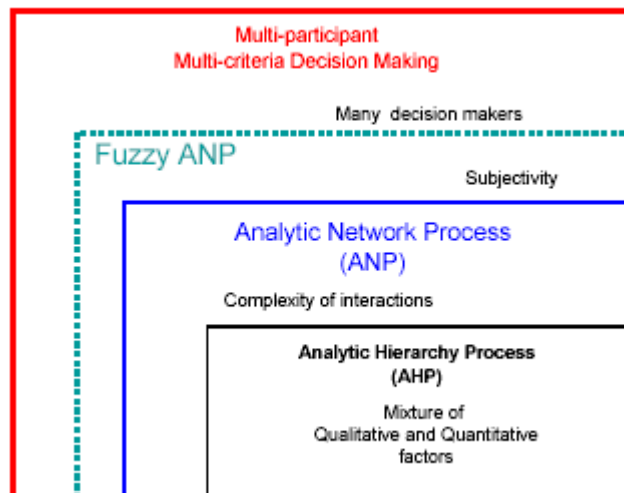 Multi-participant
Multi-criteria Decision Making
Many decision makers
Fuzzy ANP
Subjectivity
Analytic Network Process
(ANP)
Complexity of interactions
Analytic Hierarchy Process
(AHP)
Mixture of
Qualitative and Quantitative
factors